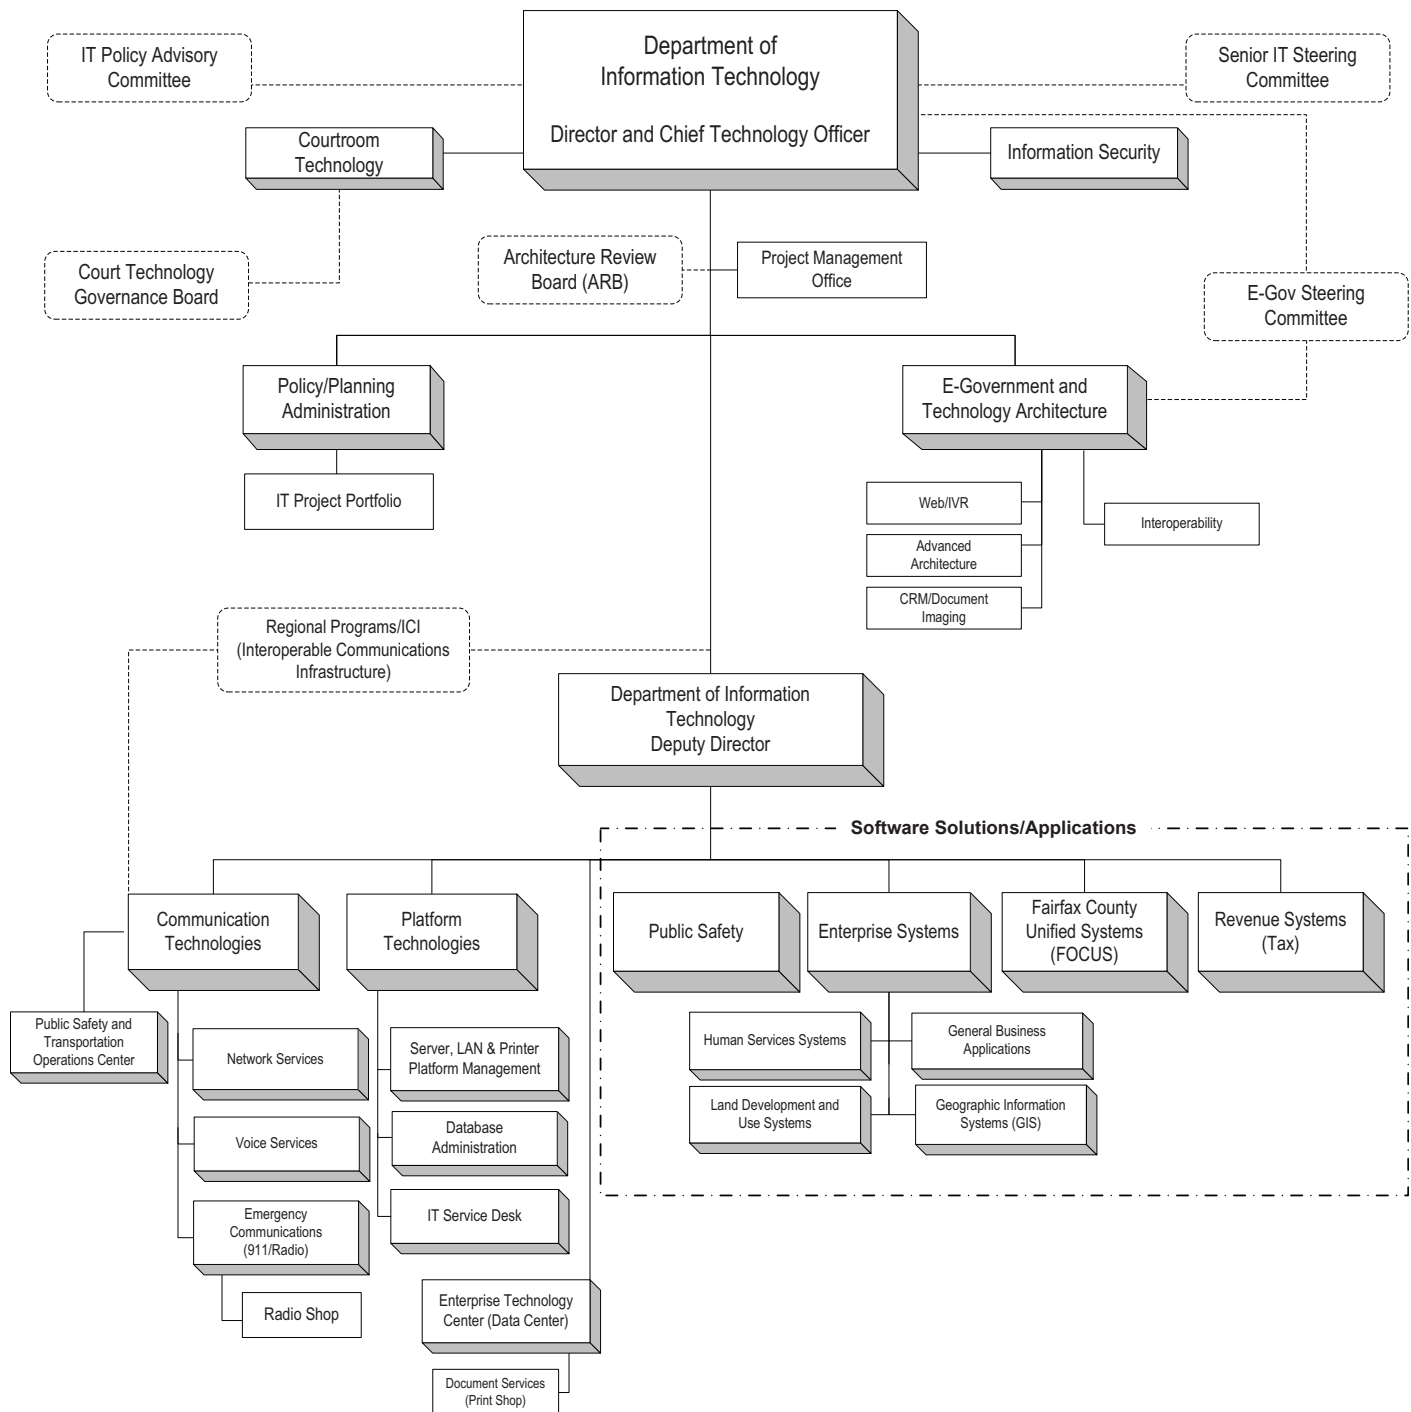 Department of
Information Technology
Director and Chief Technology Officer
IT Policy Advisory
Committee
Senior IT Steering
Committee
Courtroom
Technology
Information Security
Court Technology
Governance Board
Architecture Review
Board (ARB)
Project Management
Office
E-Gov Steering
Committee
Policy/Planning
Administration
E-Government and
Technology Architecture
IT Project Portfolio
Web/IVR
Interoperability
Advanced
Architecture
CRM/Document
Imaging
Regional Programs/ICI
(Interoperable Communications
Infrastructure)
Department of Information
Technology
Deputy Director
Software Solutions/Applications
Communication
Technologies
Platform
Technologies
Public Safety
Enterprise Systems
Fairfax County
Unified Systems
(FOCUS)
Revenue Systems
(Tax)
Public Safety and
Transportation
Operations Center
Network Services
Server, LAN & Printer
Platform Management
Human Services Systems
General Business
Applications
Voice Services
Database
Administration
Land Development and
Use Systems
Geographic Information
Systems (GIS)
Emergency
Communications
(911/Radio)
IT Service Desk
Radio Shop
Enterprise Technology
Center (Data Center)
Document Services
(Print Shop)